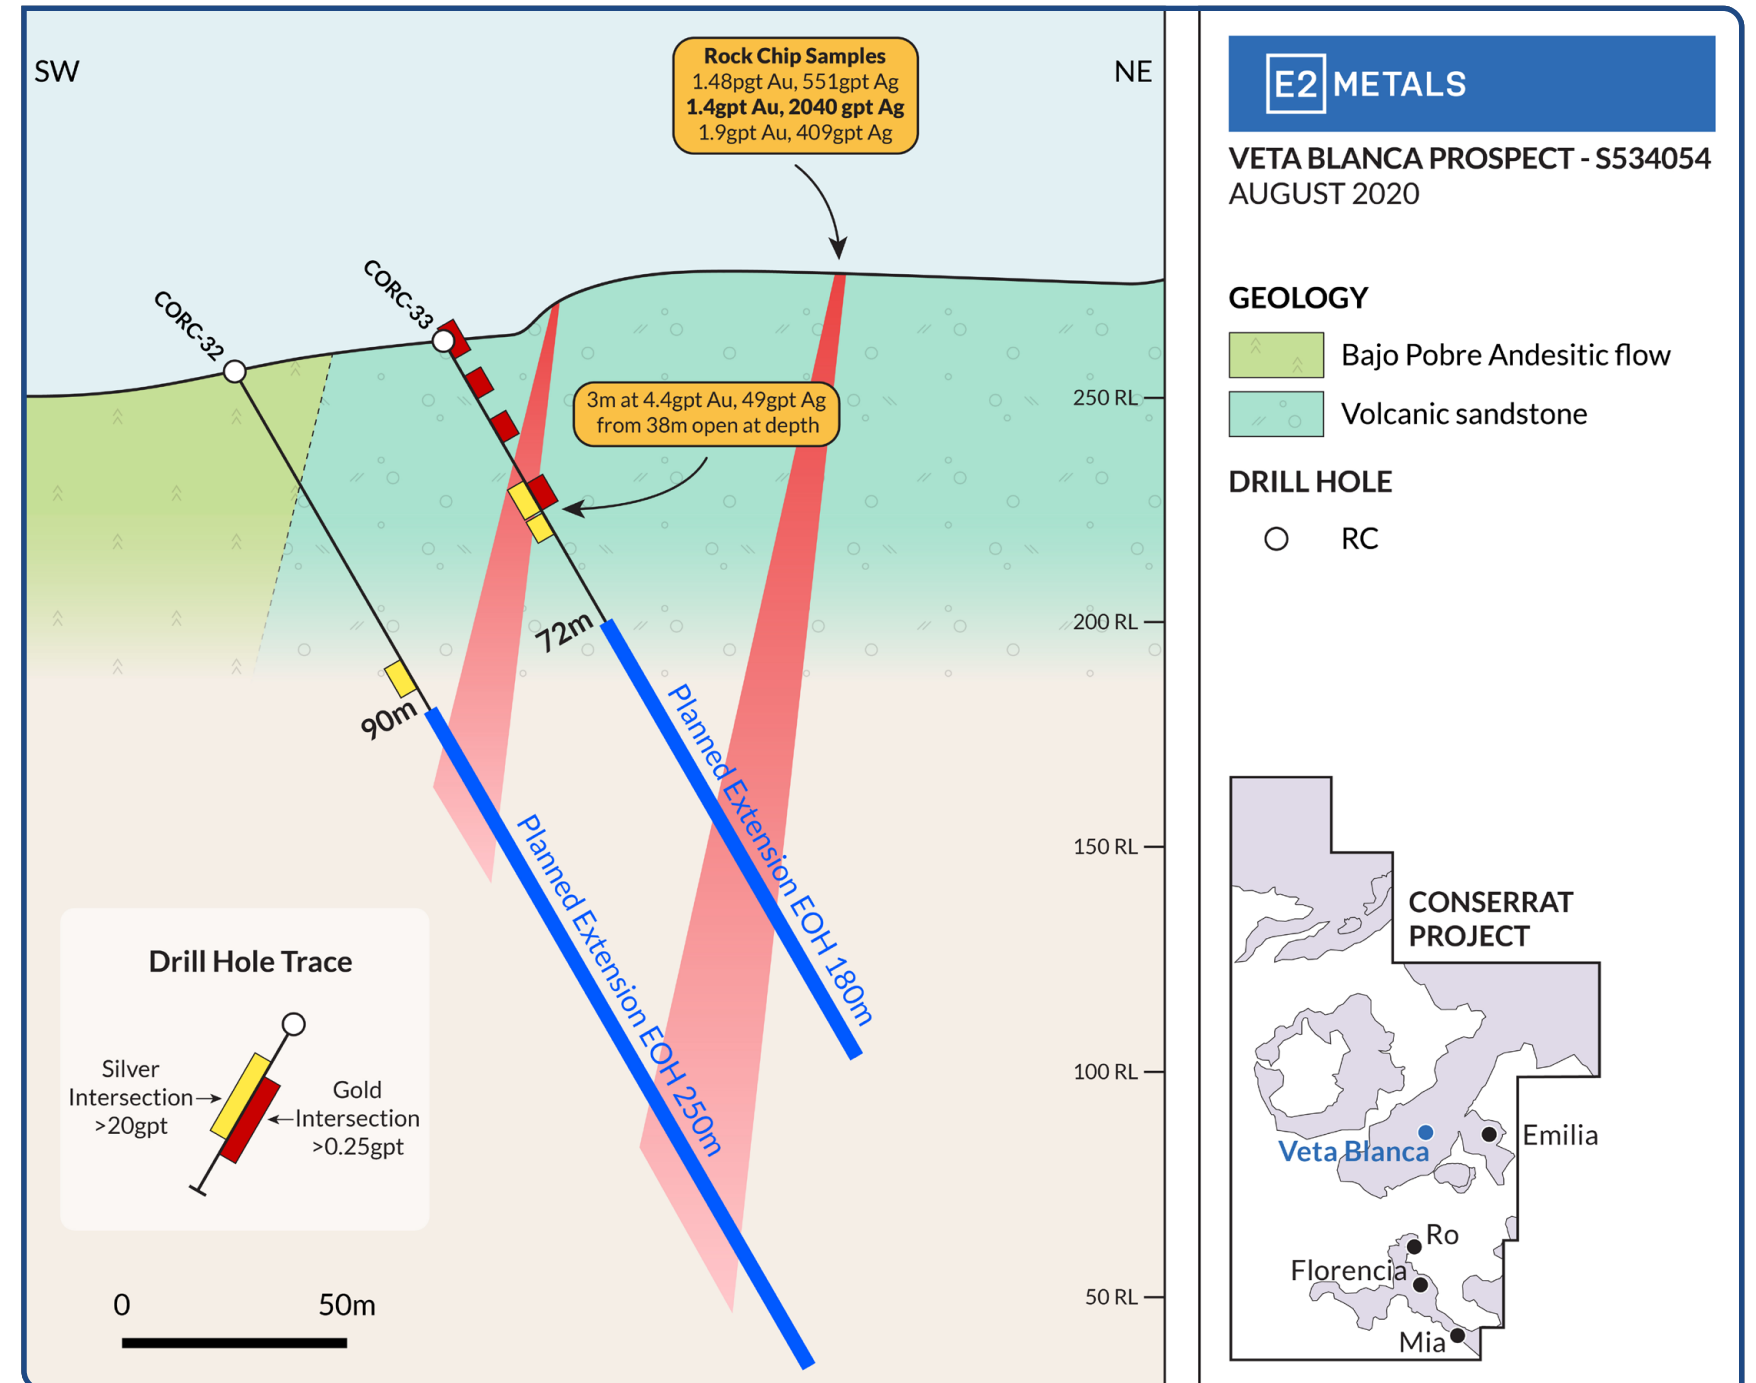 SW
NE
Rock Chip Samples
1.48pgt Au, 551gpt Ag
1.4gpt Au, 2040 gpt Ag
1.9gpt Au, 409gpt Ag
CORC-32
CORC-33
3m at 4.4gpt Au, 49gpt Ag
from 38m open at depth
250 RL
200 RL
150 RL
100 RL
50 RL
72m
90m
Planned Extension EOH 180m
Planned Extension EOH 250m
Drill Hole Trace
Silver
Intersection
>20gpt
Gold
Intersection
>0.25gpt
0
50m
E2 METALS
VETA BLANCA PROSPECT - S534054
AUGUST 2020
GEOLOGY
Bajo Pobre Andesitic flow
Volcanic sandstone
DRILL HOLE
RC
CONSERRAT
PROJECT
Veta Blanca
Emilia
Ro
Florencia
Mia